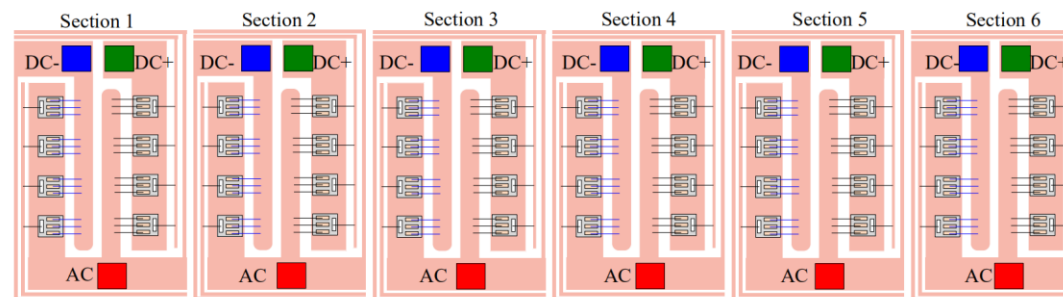 Section 1 Section 2 Section 3 Section 4 Section 5 Section 6
DC- DC+ DC- DC+ DC- DC+ DC- DC+ DC- DC+ DC- DC+
AC AC AC AC AC AC